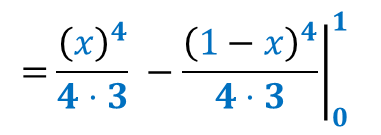 = (x)^4 / (4 · 3) − (1 − x)^4 / (4 · 3) |_0^1